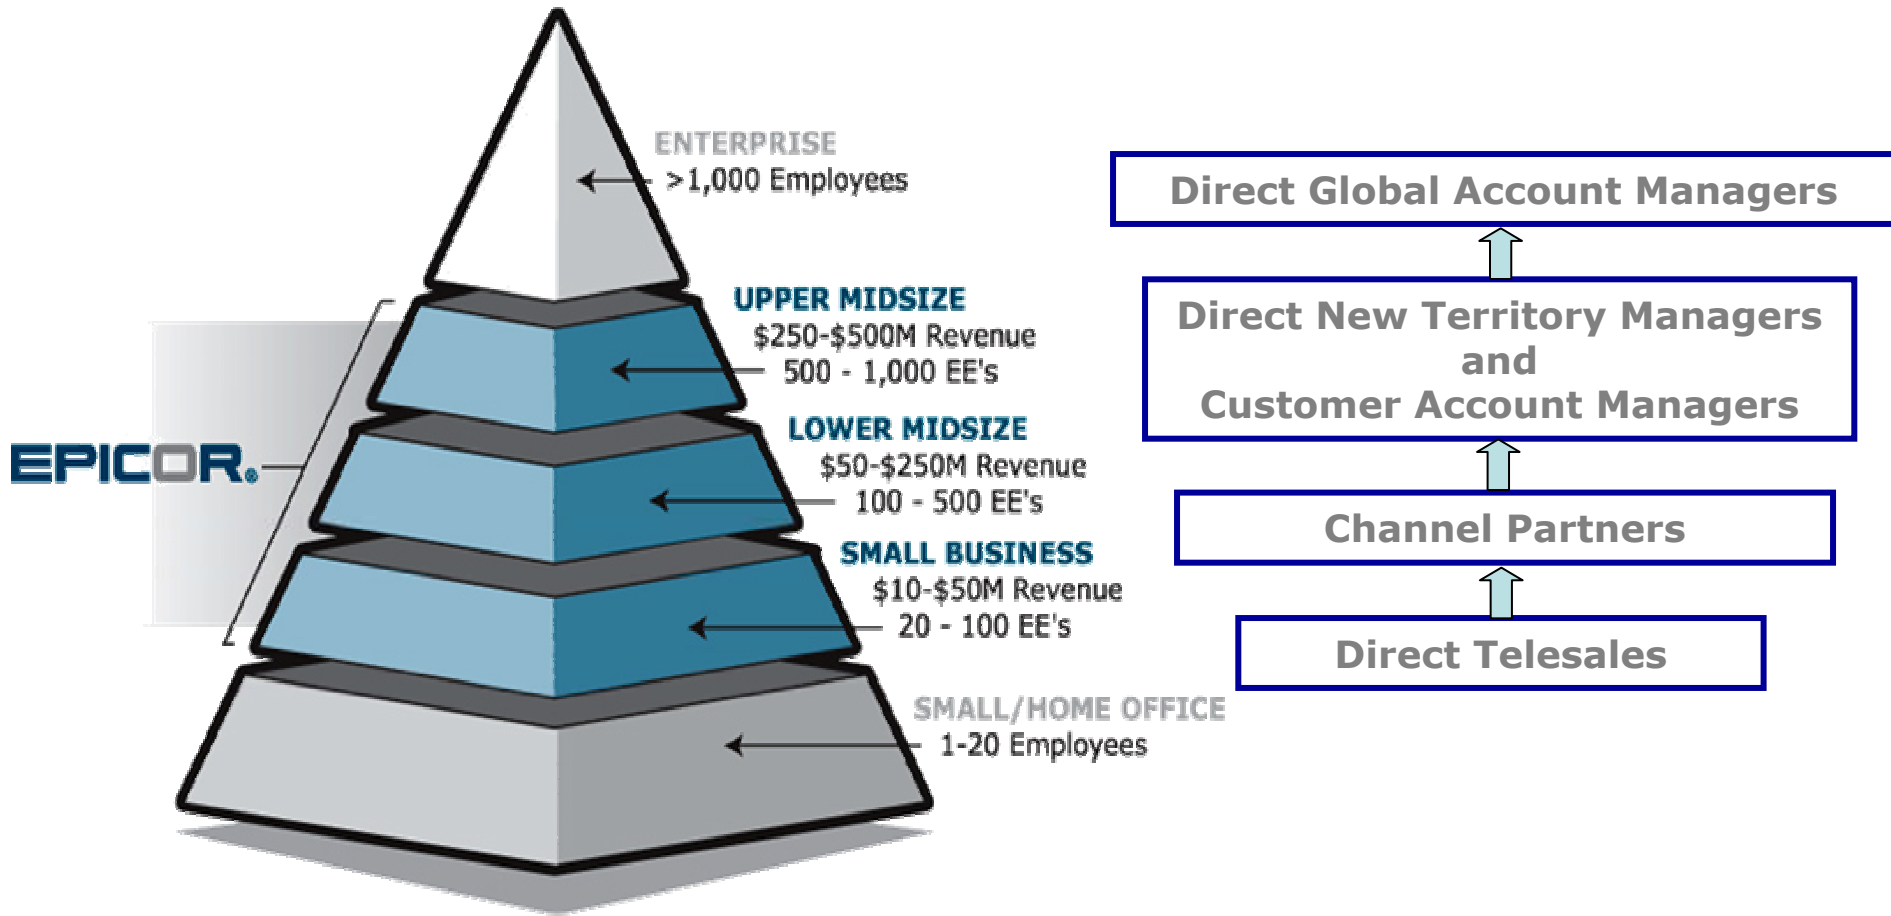 ENTERPRISE
>1,000 Employees
UPPER MIDSIZE
$250-$500M Revenue
500 - 1,000 EE's
EPICOR®
LOWER MIDSIZE
$50-$250M Revenue
100 - 500 EE's
SMALL BUSINESS
$10-$50M Revenue
20 - 100 EE's
SMALL/HOME OFFICE
1-20 Employees
Direct Global Account Managers
Direct New Territory Managers
and
Customer Account Managers
Channel Partners
Direct Telesales